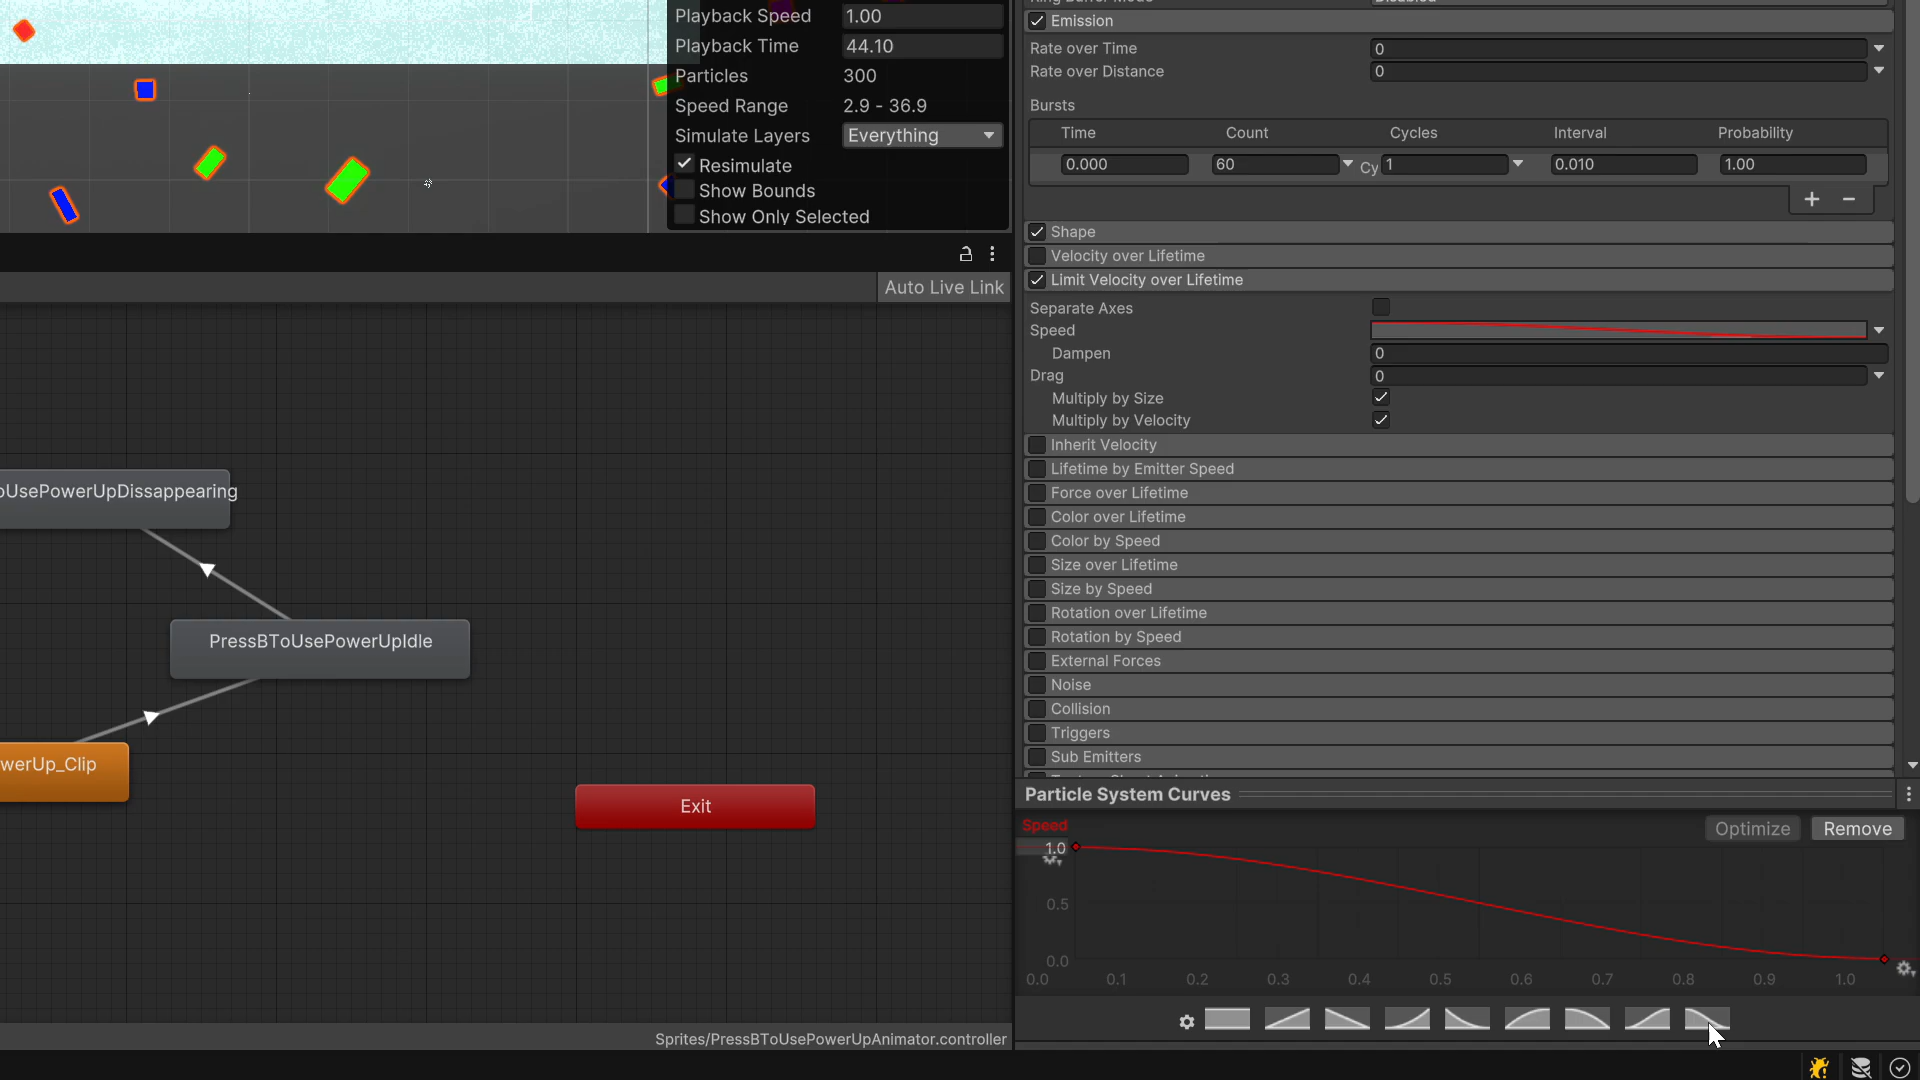 Playback Speed 1.00
Playback Time 44.10
Particles 300
Speed Range 2.9 - 36.9
Simulate Layers Everything
Resimulate
Show Bounds
Show Only Selected
Auto Live Link
oUsePowerUpDissappearing
PressBToUsePowerUpIdle
werUp_Clip
Exit
Sprites/PressBToUsePowerUpAnimator.controller
Emission
Rate over Time 0
Rate over Distance 0
Bursts
Time Count Cycles Interval Probability
0.000 60 Cy 1 0.010 1.00
+ −
Shape
Velocity over Lifetime
Limit Velocity over Lifetime
Separate Axes
Speed
Dampen 0
Drag 0
Multiply by Size
Multiply by Velocity
Inherit Velocity
Lifetime by Emitter Speed
Force over Lifetime
Color over Lifetime
Color by Speed
Size over Lifetime
Size by Speed
Rotation over Lifetime
Rotation by Speed
External Forces
Noise
Collision
Triggers
Sub Emitters
Particle System Curves
Speed
Optimize Remove
1.0
0.5
0.0
0.0 0.1 0.2 0.3 0.4 0.5 0.6 0.7 0.8 0.9 1.0